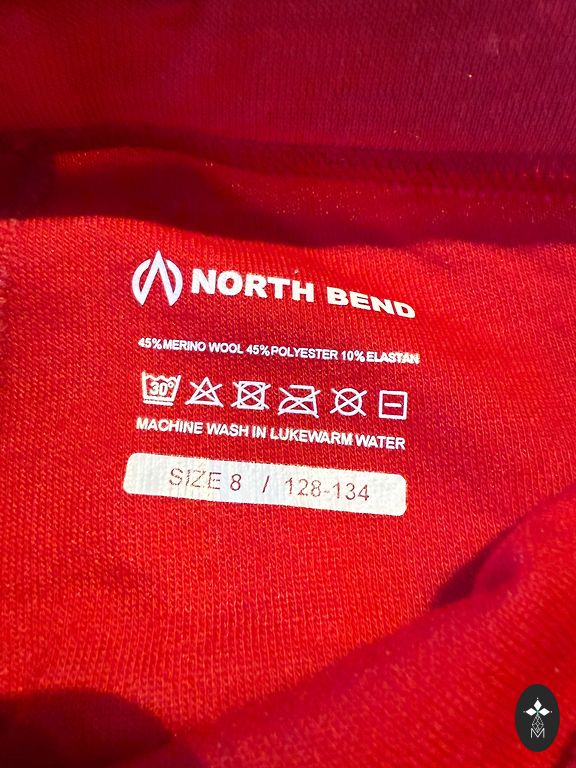 NORTH BEND
45% MERINO WOOL 45% POLYESTER 10% ELASTAN
30°
MACHINE WASH IN LUKEWARM WATER
SIZE 8 / 128-134
M